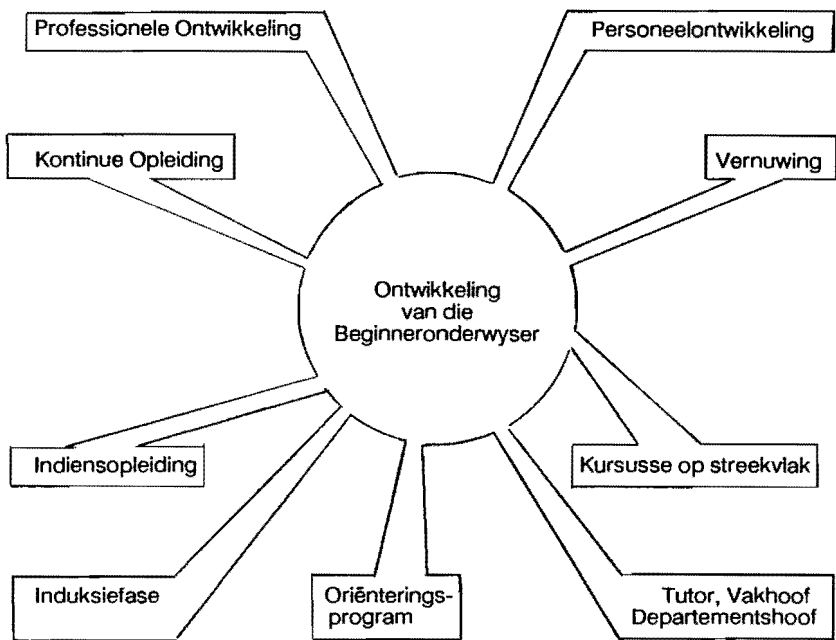 Professionele Ontwikkeling
Personeelontwikkeling
Kontinue Opleiding
Vernuwing
Ontwikkeling
van die
Beginneronderwyser
Indiensopleiding
Kursusse op streekvlak
Induksiefase
Oriënterings-
program
Tutor, Vakhoof
Departementshoof